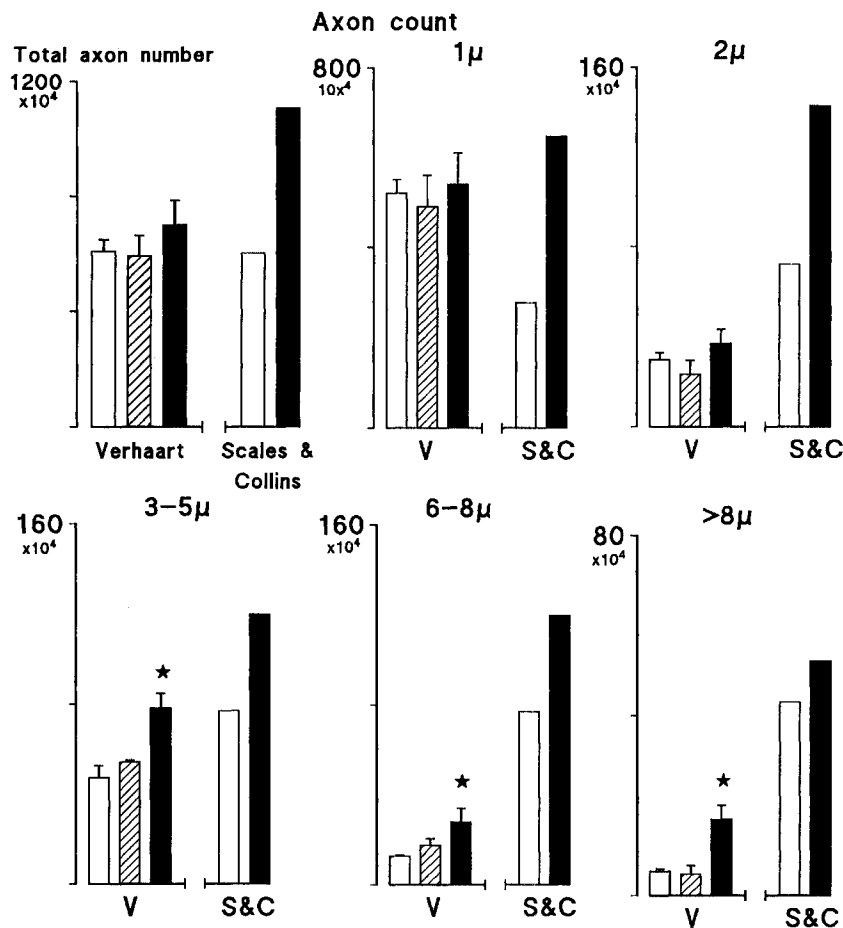 Axon count
Total axon number
1200
x10⁴
Verhaart
Scales &
Collins
1μ
800
10x⁴
V
S&C
2μ
160
x10⁴
V
S&C
3–5μ
160
x10⁴
★
V
S&C
6–8μ
160
x10⁴
★
V
S&C
>8μ
80
x10⁴
★
V
S&C